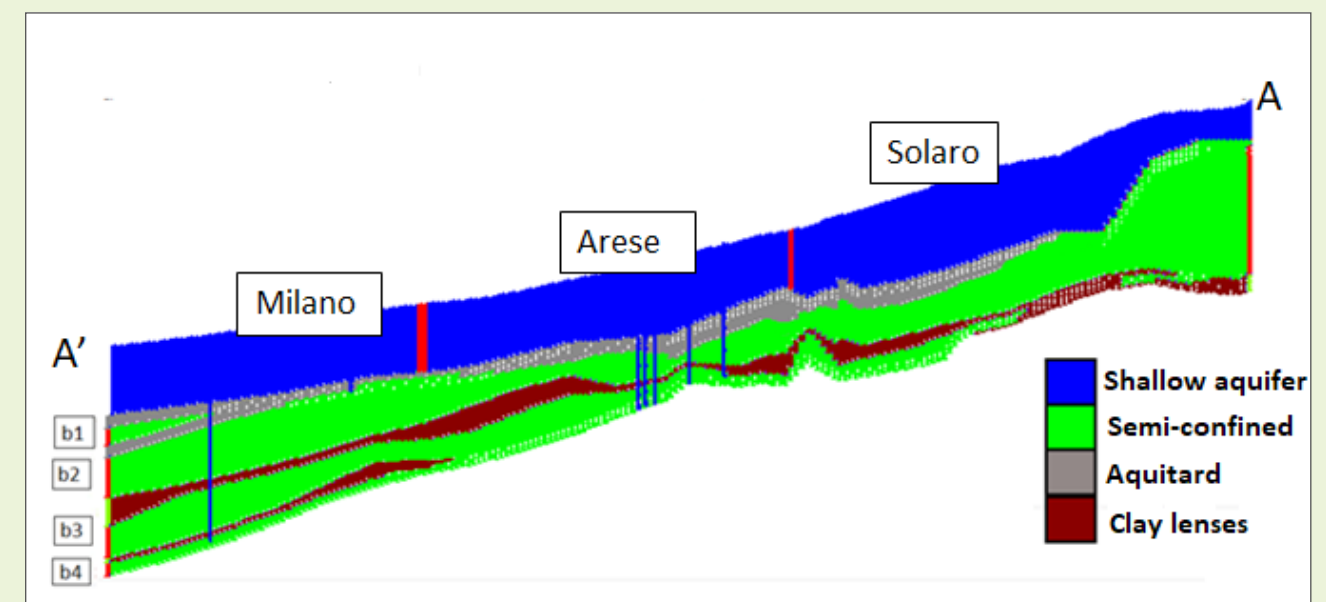 A
Solaro
Arese
Milano
A’
b1
b2
b3
b4
Shallow aquifer
Semi-confined
Aquitard
Clay lenses